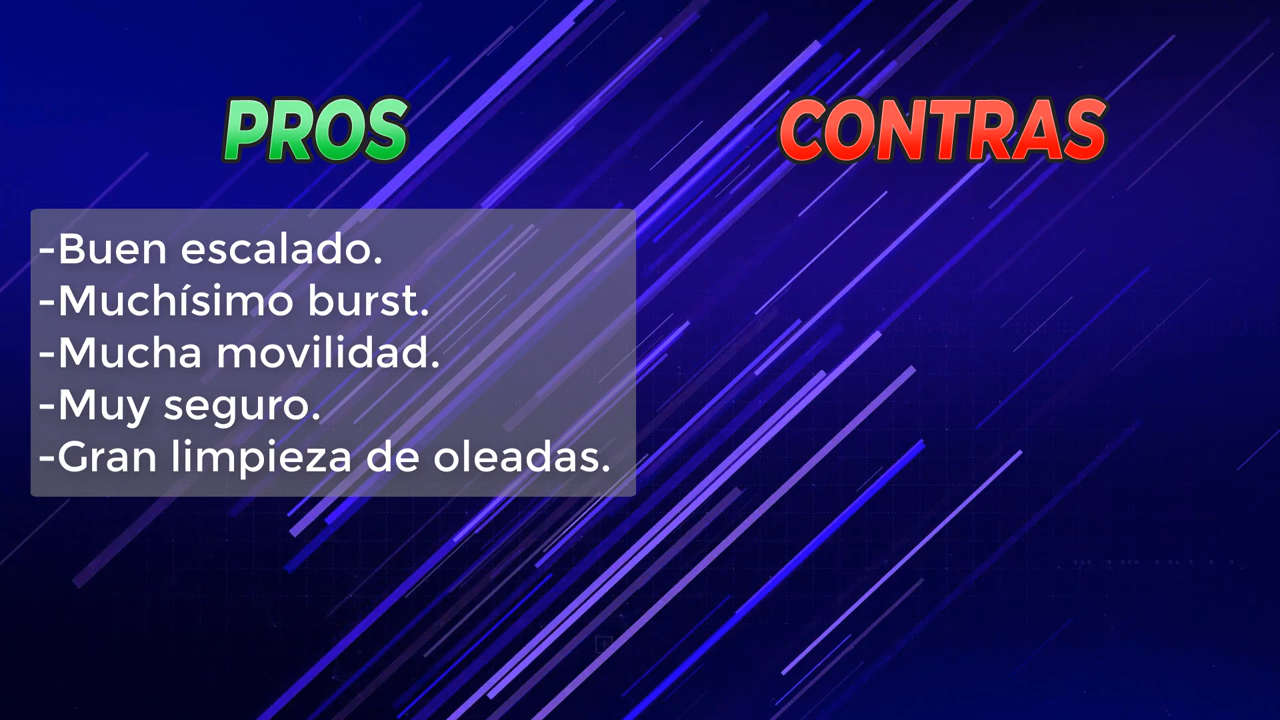 PROS
CONTRAS
-Buen escalado.
-Muchísimo burst.
-Mucha movilidad.
-Muy seguro.
-Gran limpieza de oleadas.